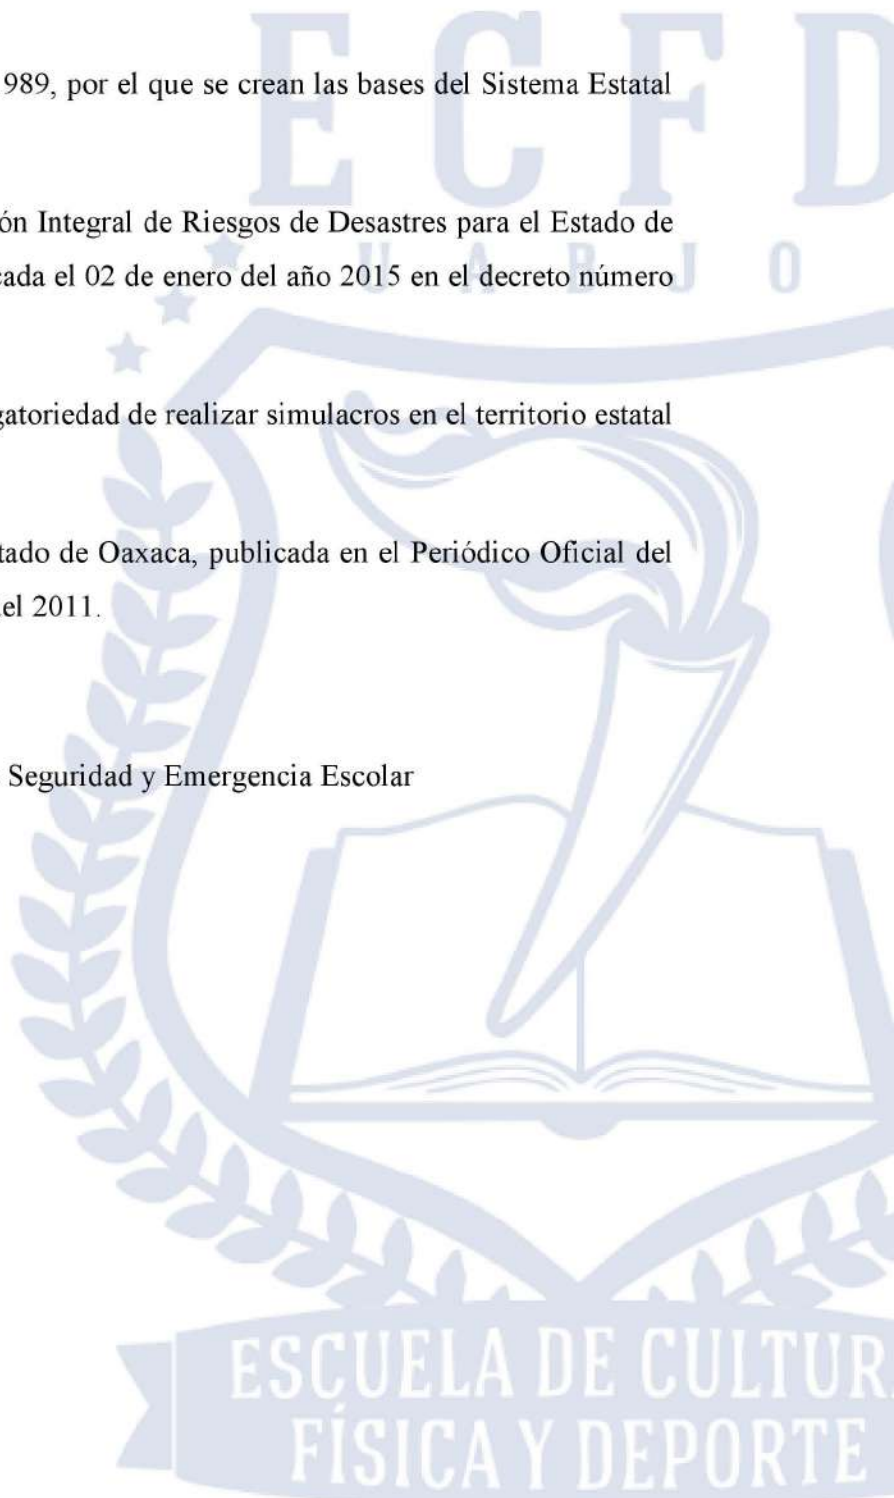 E C F D
989, por el que se crean las bases del Sistema Estatal
ón Integral de Riesgos de Desastres para el Estado de
U A B J O
cada el 02 de enero del año 2015 en el decreto número
gatoriedad de realizar simulacros en el territorio estatal
tado de Oaxaca, publicada en el Periódico Oficial del
el 2011.
Seguridad y Emergencia Escolar
ESCUELA DE CULTURA
FÍSICA Y DEPORTE